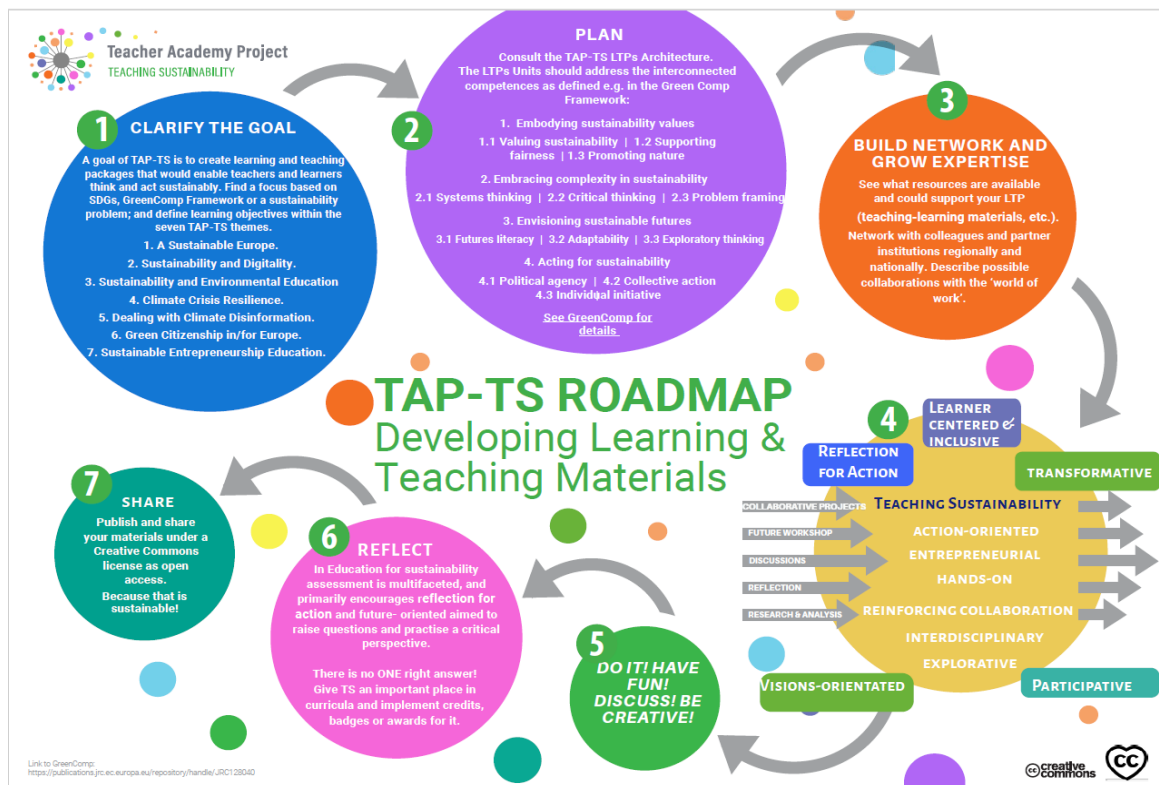 Teacher Academy Project
TEACHING SUSTAINABILITY
1
CLARIFY THE GOAL
A goal of TAP-TS is to create learning and teaching
packages that would enable teachers and learners
think and act sustainably. Find a focus based on
SDGs, GreenComp Framework or a sustainability
problem; and define learning objectives within the
seven TAP-TS themes.
1. A Sustainable Europe.
2. Sustainability and Digitality.
3. Sustainability and Environmental Education
4. Climate Crisis Resilience.
5. Dealing with Climate Disinformation.
6. Green Citizenship in/for Europe.
7. Sustainable Entrepreneurship Education.
2
PLAN
Consult the TAP-TS LTPs Architecture.
The LTPs Units should address the interconnected
competences as defined e.g. in the Green Comp
Framework:
1. Embodying sustainability values
1.1 Valuing sustainability | 1.2 Supporting
fairness | 1.3 Promoting nature
2. Embracing complexity in sustainability
2.1 Systems thinking | 2.2 Critical thinking | 2.3 Problem framing
3. Envisioning sustainable futures
3.1 Futures literacy | 3.2 Adaptability | 3.3 Exploratory thinking
4. Acting for sustainability
4.1 Political agency | 4.2 Collective action
4.3 Individual initiative
See GreenComp for
details
3
BUILD NETWORK AND
GROW EXPERTISE
See what resources are available
and could support your LTP
(teaching-learning materials, etc.).
Network with colleagues and partner
institutions regionally and
nationally. Describe possible
collaborations with the 'world of
work'.
TAP-TS ROADMAP
Developing Learning &
Teaching Materials
4
LEARNER
CENTERED &
INCLUSIVE
REFLECTION
FOR ACTION
TRANSFORMATIVE
COLLABORATIVE PROJECTS
FUTURE WORKSHOP
DISCUSSIONS
REFLECTION
RESEARCH & ANALYSIS
TEACHING SUSTAINABILITY
ACTION-ORIENTED
ENTREPRENEURIAL
HANDS-ON
REINFORCING COLLABORATION
INTERDISCIPLINARY
EXPLORATIVE
VISIONS-ORIENTATED
PARTICIPATIVE
5
DO IT! HAVE
FUN!
DISCUSS! BE
CREATIVE!
6
REFLECT
In Education for sustainability
assessment is multifaceted, and
primarily encourages reflection for
action and future- oriented aimed to
raise questions and practise a critical
perspective.
There is no ONE right answer!
Give TS an important place in
curricula and implement credits,
badges or awards for it.
7
SHARE
Publish and share
your materials under a
Creative Commons
license as open
access.
Because that is
sustainable!
Link to GreenComp:
https://publications.jrc.ec.europa.eu/repository/handle/JRC128040
cc creative
commons
CC